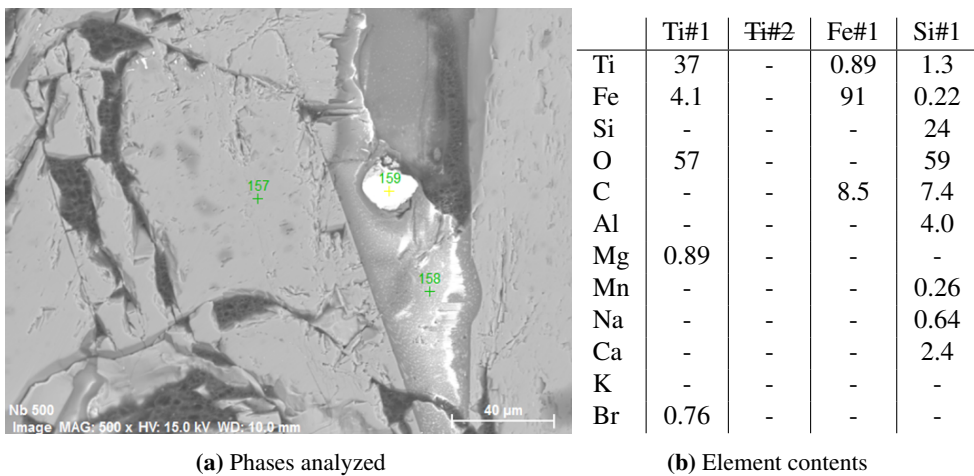 157
159
158
Nb 500
Image MAG: 500 x HV: 15.0 kV WD: 10.0 mm
40 µm
(a) Phases analyzed
Ti#1 Ti#2 Fe#1 Si#1
Ti 37 - 0.89 1.3
Fe 4.1 - 91 0.22
Si - - - 24
O 57 - - 59
C - - 8.5 7.4
Al - - - 4.0
Mg 0.89 - - -
Mn - - - 0.26
Na - - - 0.64
Ca - - - 2.4
K - - - -
Br 0.76 - - -
(b) Element contents